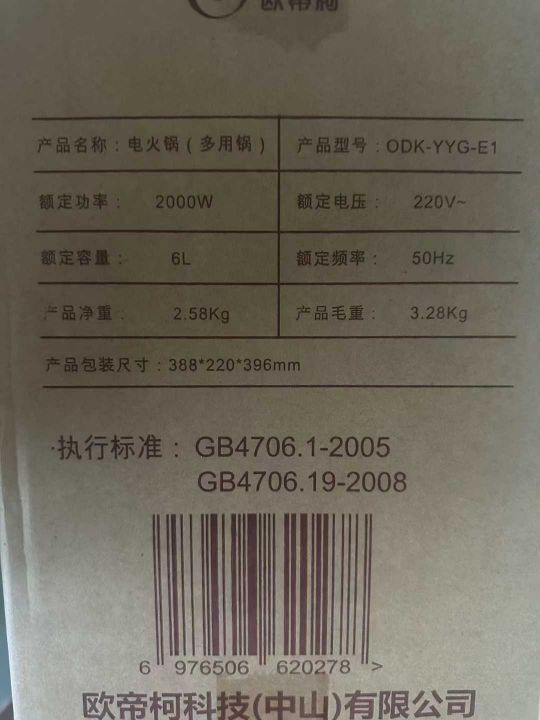 欧帝柯
产品名称：电火锅（多用锅） 产品型号：ODK-YYG-E1
额定功率： 2000W 额定电压： 220V~
额定容量： 6L 额定频率： 50Hz
产品净重： 2.58Kg 产品毛重： 3.28Kg
产品包装尺寸：388*220*396mm
·执行标准：GB4706.1-2005
GB4706.19-2008
6 976506 620278 >
欧帝柯科技(中山)有限公司